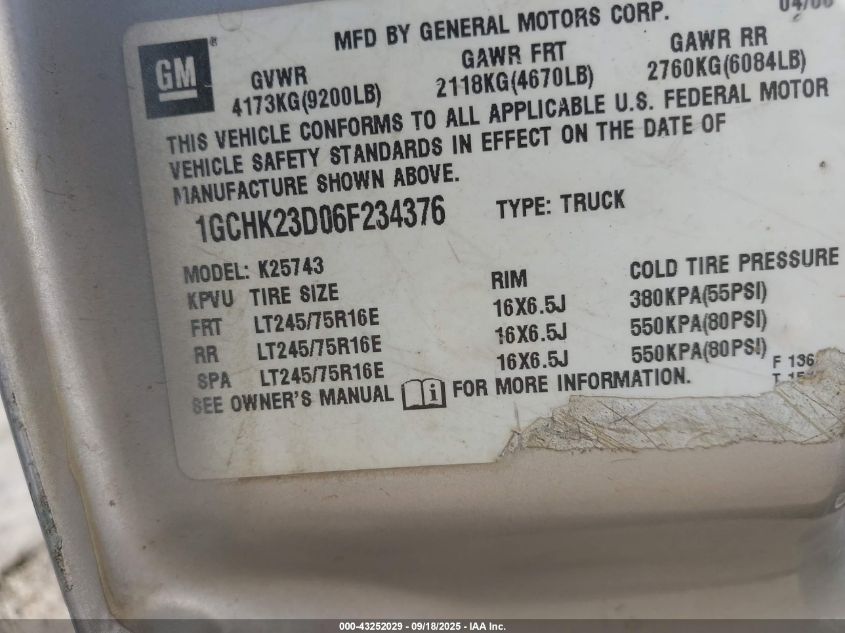 04/06
MFD BY GENERAL MOTORS CORP.
GM
GVWR GAWR FRT GAWR RR
4173KG(9200LB) 2118KG(4670LB) 2760KG(6084LB)
THIS VEHICLE CONFORMS TO ALL APPLICABLE U.S. FEDERAL MOTOR
VEHICLE SAFETY STANDARDS IN EFFECT ON THE DATE OF
MANUFACTURE SHOWN ABOVE.
1GCHK23D06F234376 TYPE: TRUCK
MODEL: K25743
KPVU TIRE SIZE RIM COLD TIRE PRESSURE
FRT LT245/75R16E 16X6.5J 380KPA(55PSI)
RR LT245/75R16E 16X6.5J 550KPA(80PSI)
SPA LT245/75R16E 16X6.5J 550KPA(80PSI)
SEE OWNER'S MANUAL i FOR MORE INFORMATION.
F 136
T
000-43252029 - 09/18/2025 - IAA Inc.